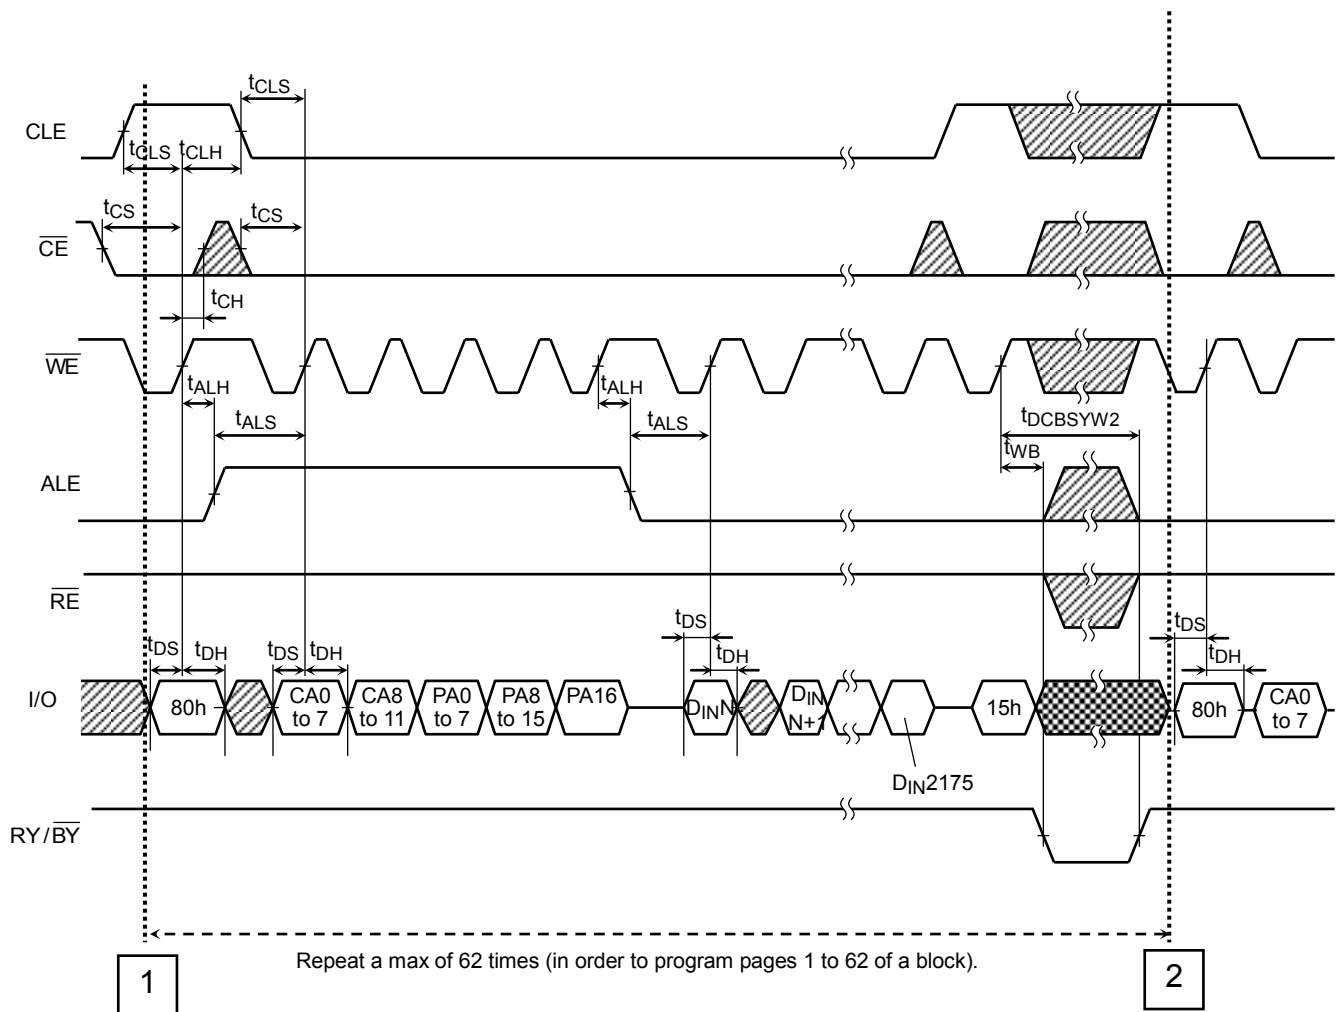 tCLS
CLE
tCLS tCLH
tCS tCS
CE
tCH
WE
tALH tALH
tALS tALS tDCBSYW2
tWB
ALE
RE
tDS tDH tDS tDH tDS tDH tDS tDH
I/O
80h
CA0 to 7
CA8 to 11
PA0 to 7
PA8 to 15
PA16
DIN N
DIN N+1
15h
80h
CA0 to 7
DIN2175
RY/BY
Repeat a max of 62 times (in order to program pages 1 to 62 of a block).
1
2